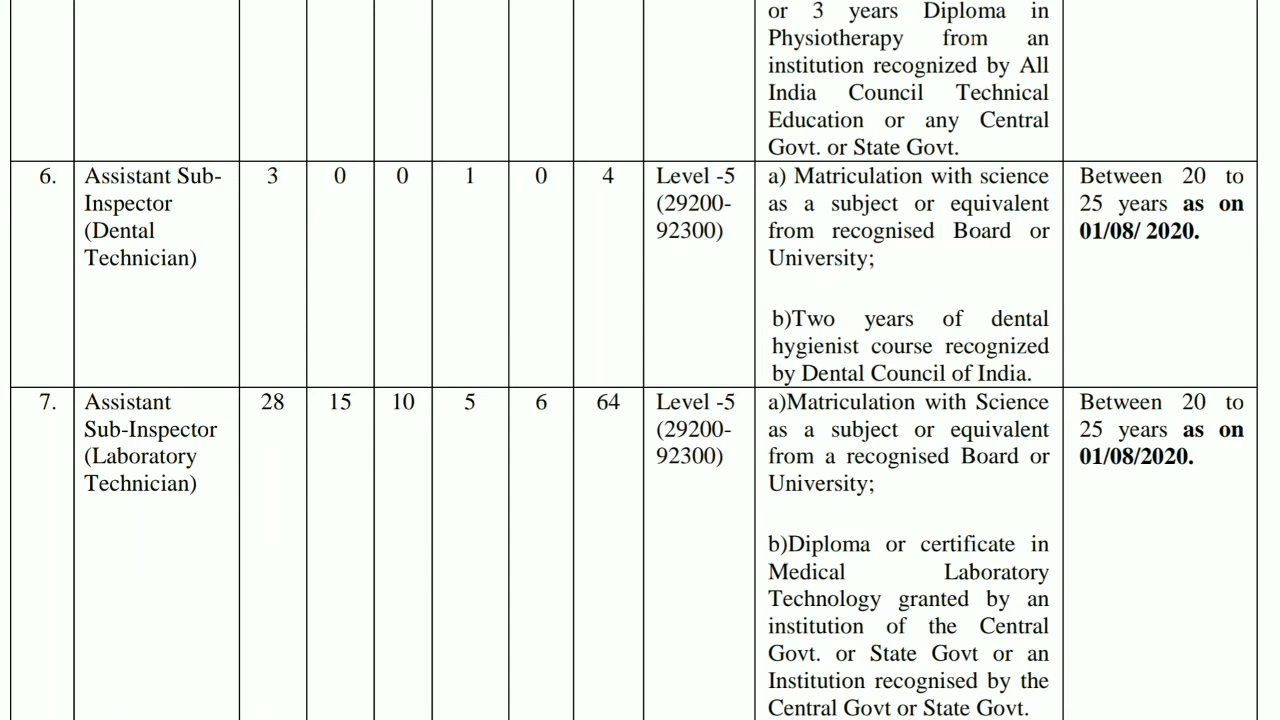 or 3 years Diploma in
Physiotherapy from an
institution recognized by All
India Council Technical
Education or any Central
Govt. or State Govt.
6.
Assistant Sub-
Inspector
(Dental
Technician)
3
0
0
1
0
4
Level -5
(29200-
92300)
a) Matriculation with science
as a subject or equivalent
from recognised Board or
University;
b)Two years of dental
hygienist course recognized
by Dental Council of India.
Between 20 to
25 years as on
01/08/ 2020.
7.
Assistant
Sub-Inspector
(Laboratory
Technician)
28
15
10
5
6
64
Level -5
(29200-
92300)
a)Matriculation with Science
as a subject or equivalent
from a recognised Board or
University;
b)Diploma or certificate in
Medical Laboratory
Technology granted by an
institution of the Central
Govt. or State Govt or an
Institution recognised by the
Central Govt or State Govt.
Between 20 to
25 years as on
01/08/2020.